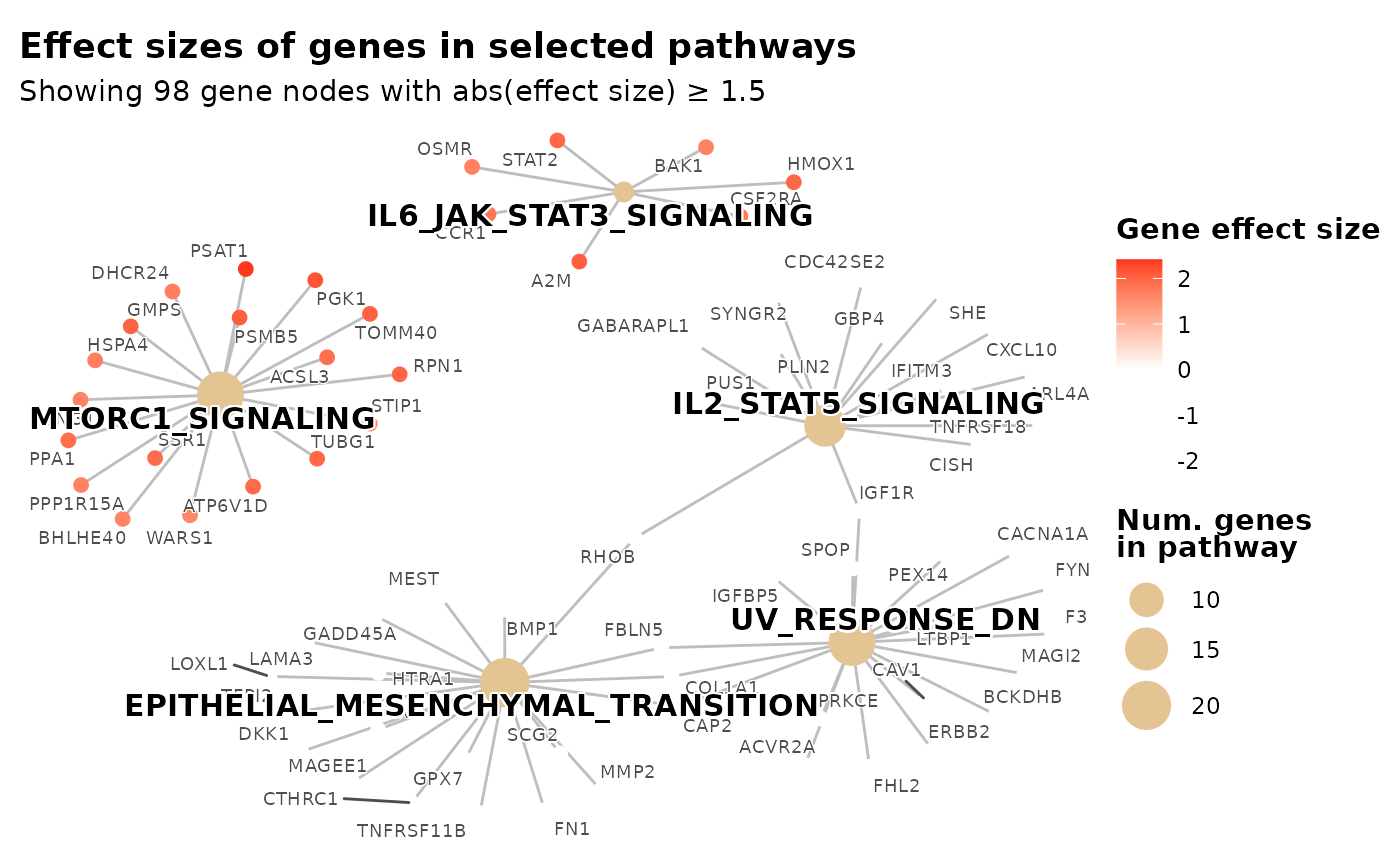 Effect sizes of genes in selected pathways
Showing 98 gene nodes with abs(effect size) ≥ 1.5
OSMR
STAT2
BAK1
HMOX1
CSF2RA
IL6_JAK_STAT3_SIGNALING
CCR1
A2M
PSAT1
DHCR24
GMPS
PGK1
PSMB5
TOMM40
HSPA4
RPN1
ACSL3
STIP1
MTORC1_SIGNALING
SSR1
TUBG1
PPA1
PPP1R15A
ATP6V1D
BHLHE40
WARS1
CDC42SE2
SYNGR2
GBP4
SHE
GABARAPL1
CXCL10
PLIN2
IFITM3
PUS1
ARL4A
IL2_STAT5_SIGNALING
TNFRSF18
CISH
IGF1R
RHOB
SPOP
CACNA1A
PEX14
FYN
IGFBP5
F3
UV_RESPONSE_DN
LTBP1
MAGI2
CAV1
COL1A1
BCKDHB
PRKCE
CAP2
ERBB2
ACVR2A
FHL2
MEST
BMP1
FBLN5
GADD45A
LOXL1
LAMA3
HTRA1
EPITHELIAL_MESENCHYMAL_TRANSITION
DKK1
SCG2
MAGEE1
GPX7
MMP2
CTHRC1
TNFRSF11B
FN1
Gene effect size
2
1
0
-1
-2
Num. genes
in pathway
10
15
20